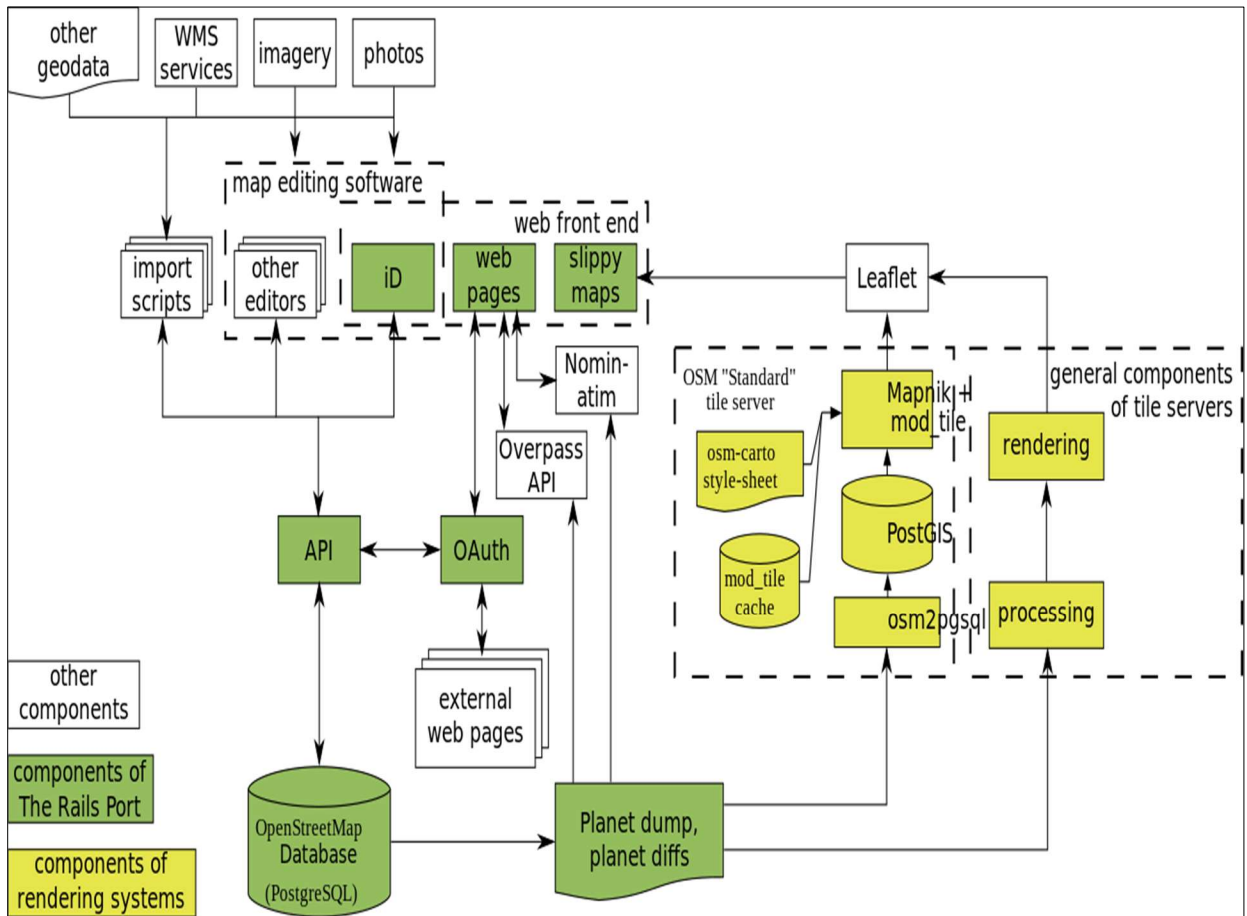 other
geodata
WMS
services
imagery
photos
map editing software
web front end
import
scripts
other
editors
iD
web
pages
slippy
maps
Leaflet
Nomin-
atim
Overpass
API
OSM "Standard"
tile server
Mapnik +
mod_tile
general components
of tile servers
osm-carto
style-sheet
rendering
PostGIS
mod_tile
cache
osm2pgsql
processing
API
OAuth
external
web pages
other
components
components of
The Rails Port
components of
rendering systems
OpenStreetMap
Database
(PostgreSQL)
Planet dump,
planet diffs